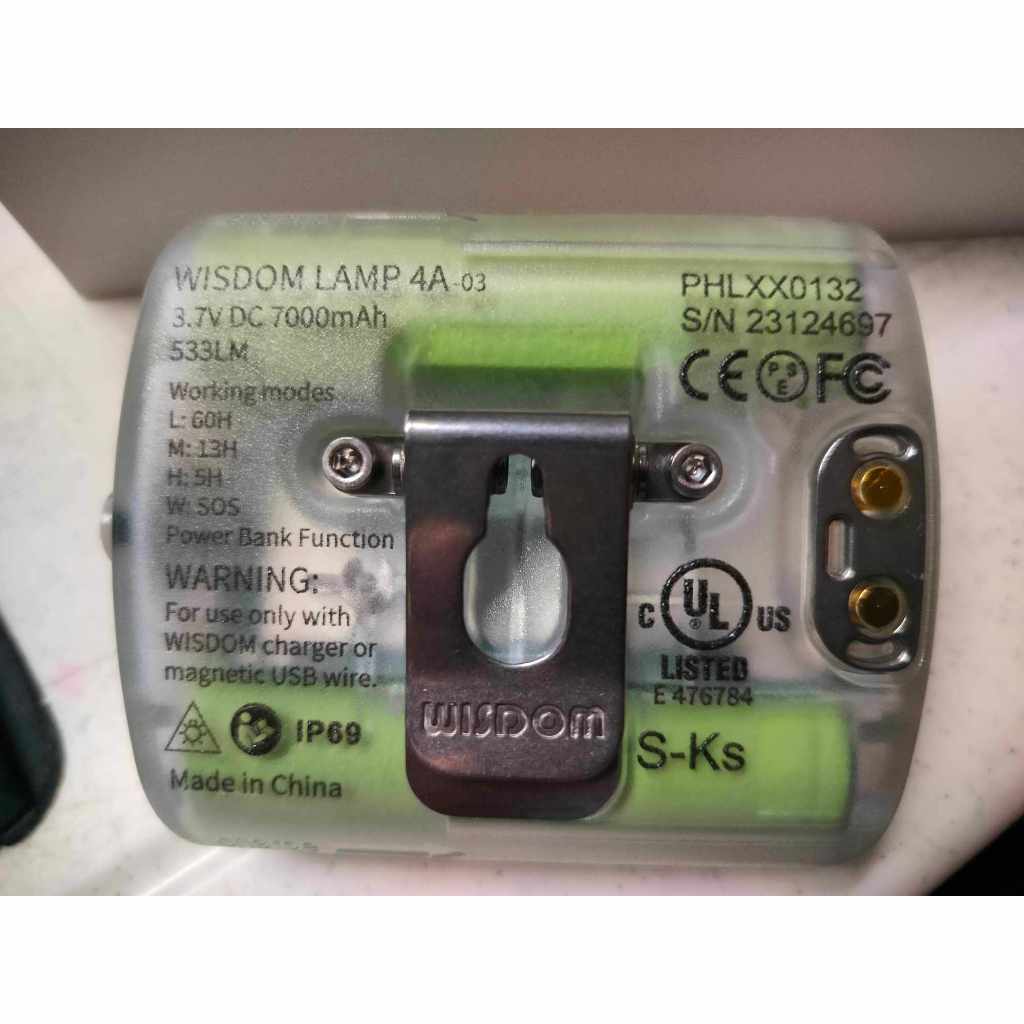 WISDOM LAMP 4A-03
3.7V DC 7000mAh
533LM
Working modes
L: 60H
M: 13H
H: 5H
W: SOS
Power Bank Function
WARNING:
For use only with
WISDOM charger or
magnetic USB wire.
IP69
Made in China
PHLXX0132
S/N 23124697
CE PSE FC
C UL® US
LISTED
E 476784
WISDOM
S-Ks